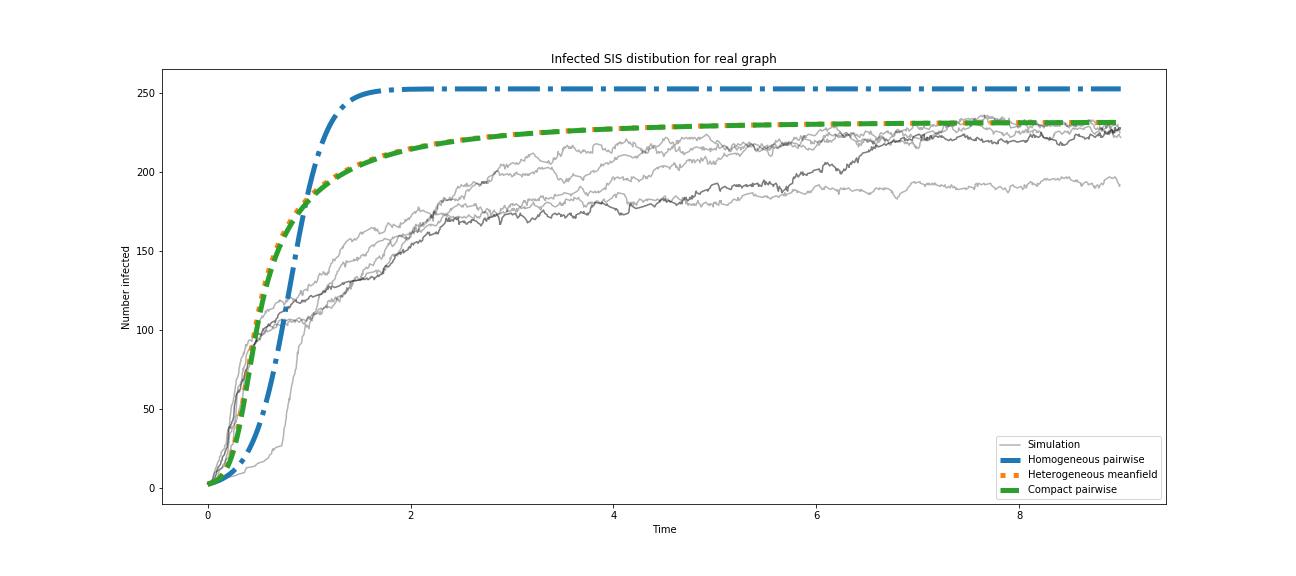 Infected SIS distibution for real graph
Number infected
250
200
150
100
50
0
0 2 4 6 8
Time
Simulation
Homogeneous pairwise
Heterogeneous meanfield
Compact pairwise